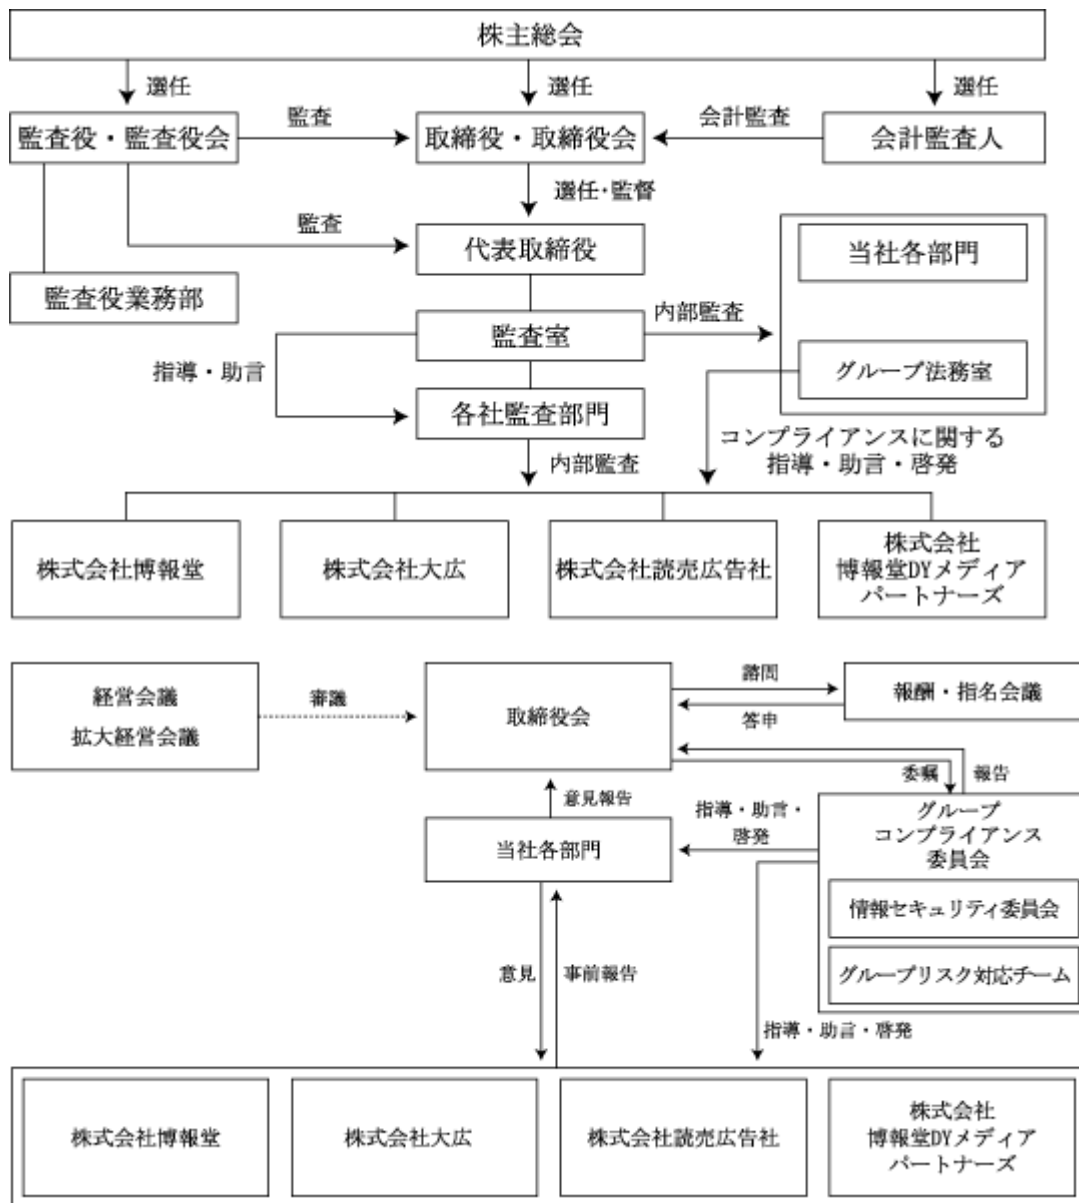 株主総会
選任
選任
選任
監査役・監査役会
監査
取締役・取締役会
会計監査
会計監査人
選任・監督
監査
代表取締役
当社各部門
監査役業務部
監査室
内部監査
指導・助言
グループ法務室
各社監査部門
コンプライアンスに関する
指導・助言・啓発
内部監査
株式会社博報堂
株式会社大広
株式会社読売広告社
株式会社
博報堂DYメディア
パートナーズ
経営会議
拡大経営会議
審議
取締役会
諮問
答申
報酬・指名会議
委嘱
報告
意見報告
指導・助言・
啓発
当社各部門
グループ
コンプライアンス
委員会
情報セキュリティ委員会
グループリスク対応チーム
意見
事前報告
指導・助言・啓発
株式会社博報堂
株式会社大広
株式会社読売広告社
株式会社
博報堂DYメディア
パートナーズ